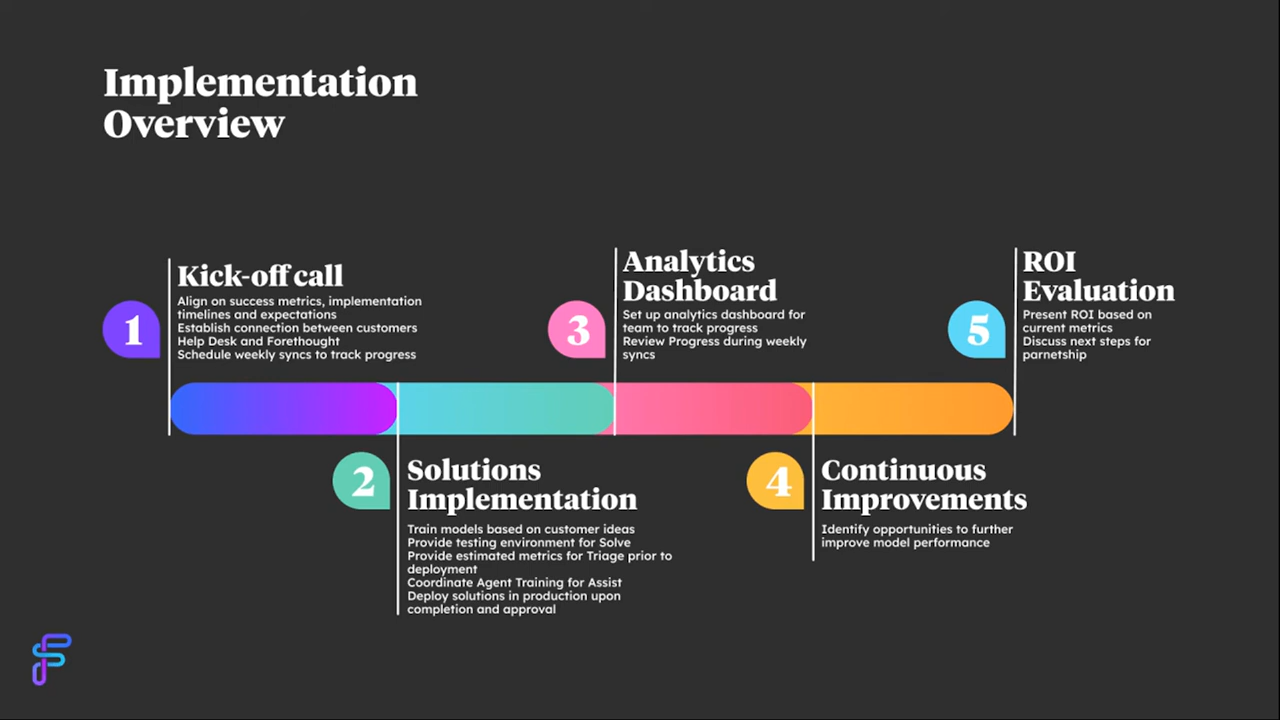 Implementation
Overview
1
Kick-off call
Align on success metrics, implementation
timelines and expectations
Establish connection between customers
Help Desk and Forethought
Schedule weekly syncs to track progress
2
Solutions
Implementation
Train models based on customer ideas
Provide testing environment for Solve
Provide estimated metrics for Triage prior to
deployment
Coordinate Agent Training for Assist
Deploy solutions in production upon
completion and approval
3
Analytics
Dashboard
Set up analytics dashboard for
team to track progress
Review Progress during weekly
syncs
4
Continuous
Improvements
Identify opportunities to further
improve model performance
5
ROI
Evaluation
Present ROI based on
current metrics
Discuss next steps for
parnetship